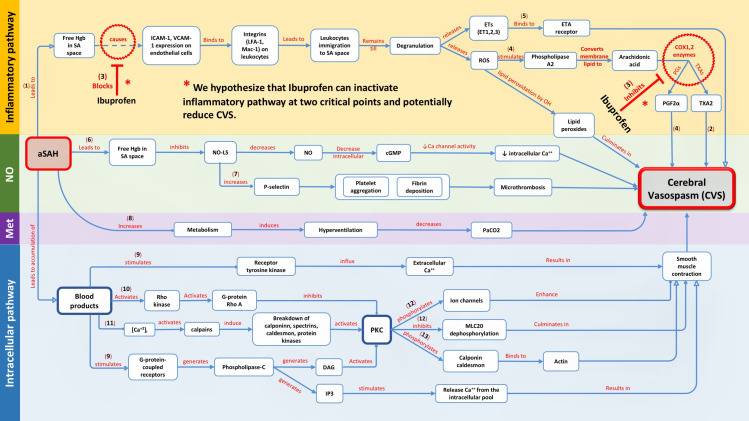 Inflammatory pathway
(1)
Leads to
Free Hgb in
SA space
causes
ICAM-1, VCAM-
1 expression on
endothelial cells
Binds to
Integrins
(LFA-1,
Mac-1) on
leukocytes
Leads to
Leukocytes
immigration
to SA space
Remains
till
Degranulation
releases
ETs
(ET1,2,3)
(5)
Binds to
ETA
receptor
releases
ROS
(4)
stimulates
Phospholipase
A2
Converts
membrane
lipid to
Arachidonic
acid
COX1,2
enzymes
PGs
TXAs
PGF2α
TXA2
(4)
(2)
(3)
Blocks
*
Ibuprofen
(3)
Inhibits
*
Ibuprofen
* We hypothesize that Ibuprofen can inactivate
inflammatory pathway at two critical points and potentially
reduce CVS.
lipid peroxidation by OH
Lipid
peroxides
Culminates in
NO
aSAH
(6)
Leads to
Free Hgb in
SA space
inhibits
NO-LS
decreases
NO
Decrease
intracellular
cGMP
↓Ca channel activity
↓ intracellular Ca⁺⁺
(7)
increases
P-selectin
Platelet
aggregation
Fibrin
deposition
Microthrombosis
Cerebral
Vasospasm (CVS)
Met
(8)
Increases
Metabolism
induces
Hyperventilation
decreases
PaCO2
Intracellular pathway
Leads to accumulation of
Blood
products
(9)
stimulates
Receptor
tyrosine kinase
influx
Extracellular
Ca⁺⁺
Results in
Smooth
muscle
contraction
(10)
Activates
Rho
kinase
Activates
G-protein
Rho A
inhibits
(11)
[Ca²]ᵢ
activates
calpains
induce
Breakdown of
calponin, spectrins,
caldesmon, protein
kinases
activates
PKC
(12)
phosphorylates
Ion channels
Enhance
(12)
inhibits
MLC20
dephosphorylation
Culminates in
(13)
phosphorylates
Calponin
caldesmon
Binds to
Actin
(9)
stimulates
G-protein-
coupled
receptors
generates
Phospholipase-C
generates
DAG
Activates
generates
IP3
stimulates
Release Ca⁺⁺ from the
intracellular pool
Results in